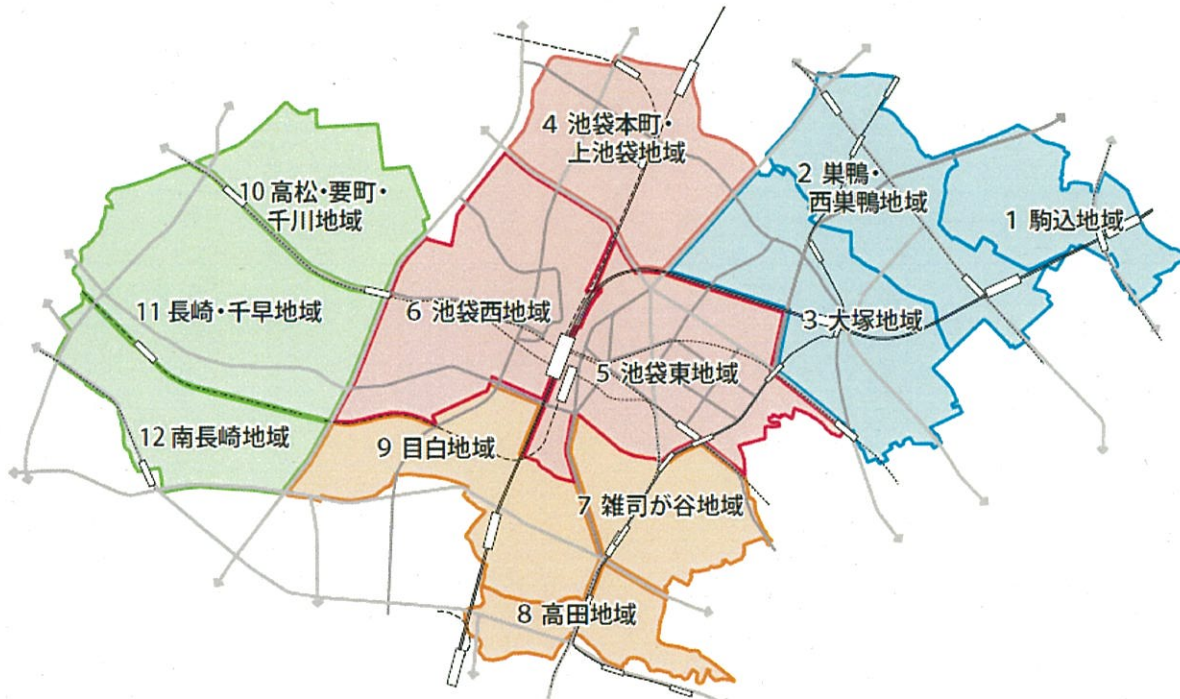 1 駒込地域
2 巣鴨・
西巣鴨地域
3 大塚地域
4 池袋本町・
上池袋地域
5 池袋東地域
6 池袋西地域
7 雑司が谷地域
8 高田地域
9 目白地域
10 高松・要町・
千川地域
11 長崎・千早地域
12 南長崎地域